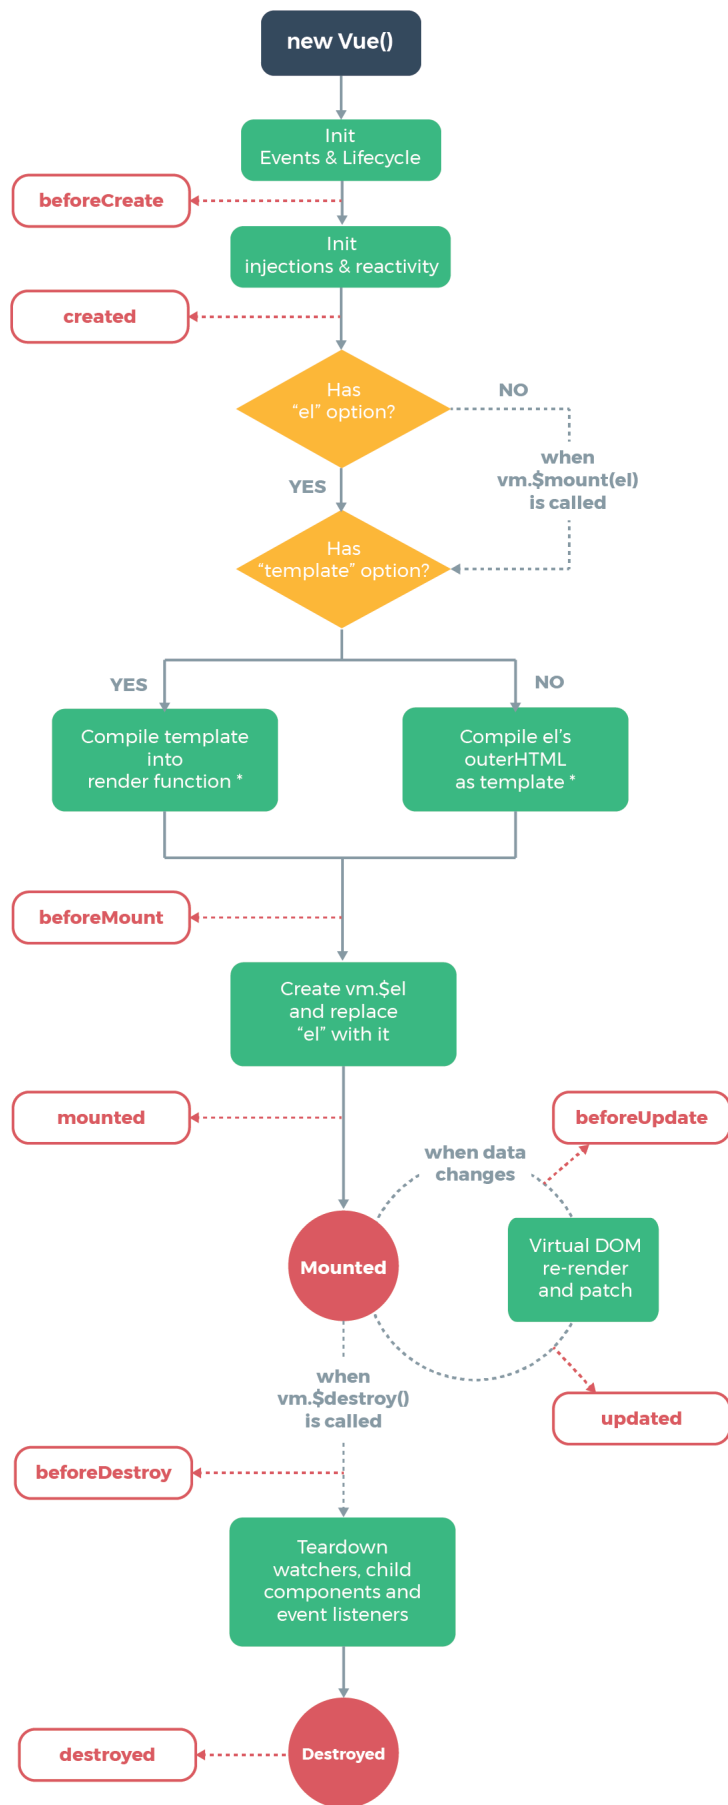 new Vue()
Init
Events & Lifecycle
beforeCreate
Init
injections & reactivity
created
Has
“el” option?
NO
when
vm.$mount(el)
is called
YES
Has
“template” option?
YES
NO
Compile template
into
render function *
Compile el’s
outerHTML
as template *
beforeMount
Create vm.$el
and replace
“el” with it
mounted
beforeUpdate
when data
changes
Mounted
Virtual DOM
re-render
and patch
when
vm.$destroy()
is called
updated
beforeDestroy
Teardown
watchers, child
components and
event listeners
destroyed
Destroyed